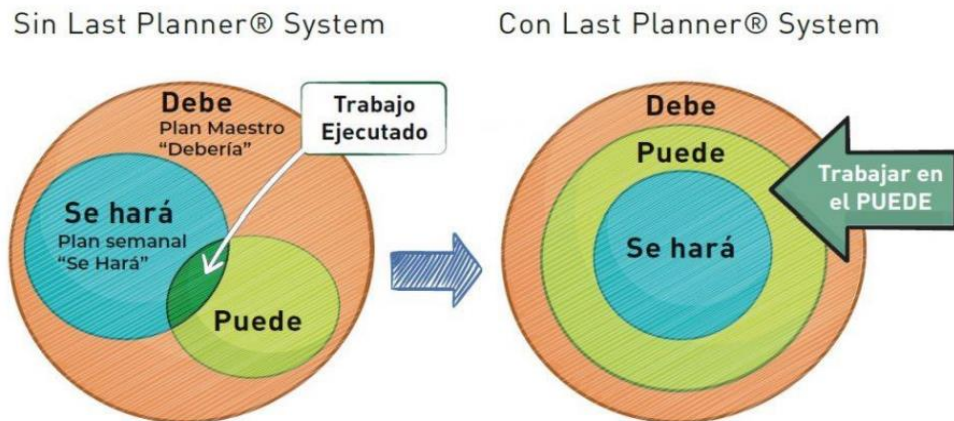 Sin Last Planner® System
Debe
Plan Maestro
“Debería”
Trabajo
Ejecutado
Se hará
Plan semanal
“Se Hará”
Puede
Con Last Planner® System
Debe
Puede
Se hará
Trabajar en
el PUEDE